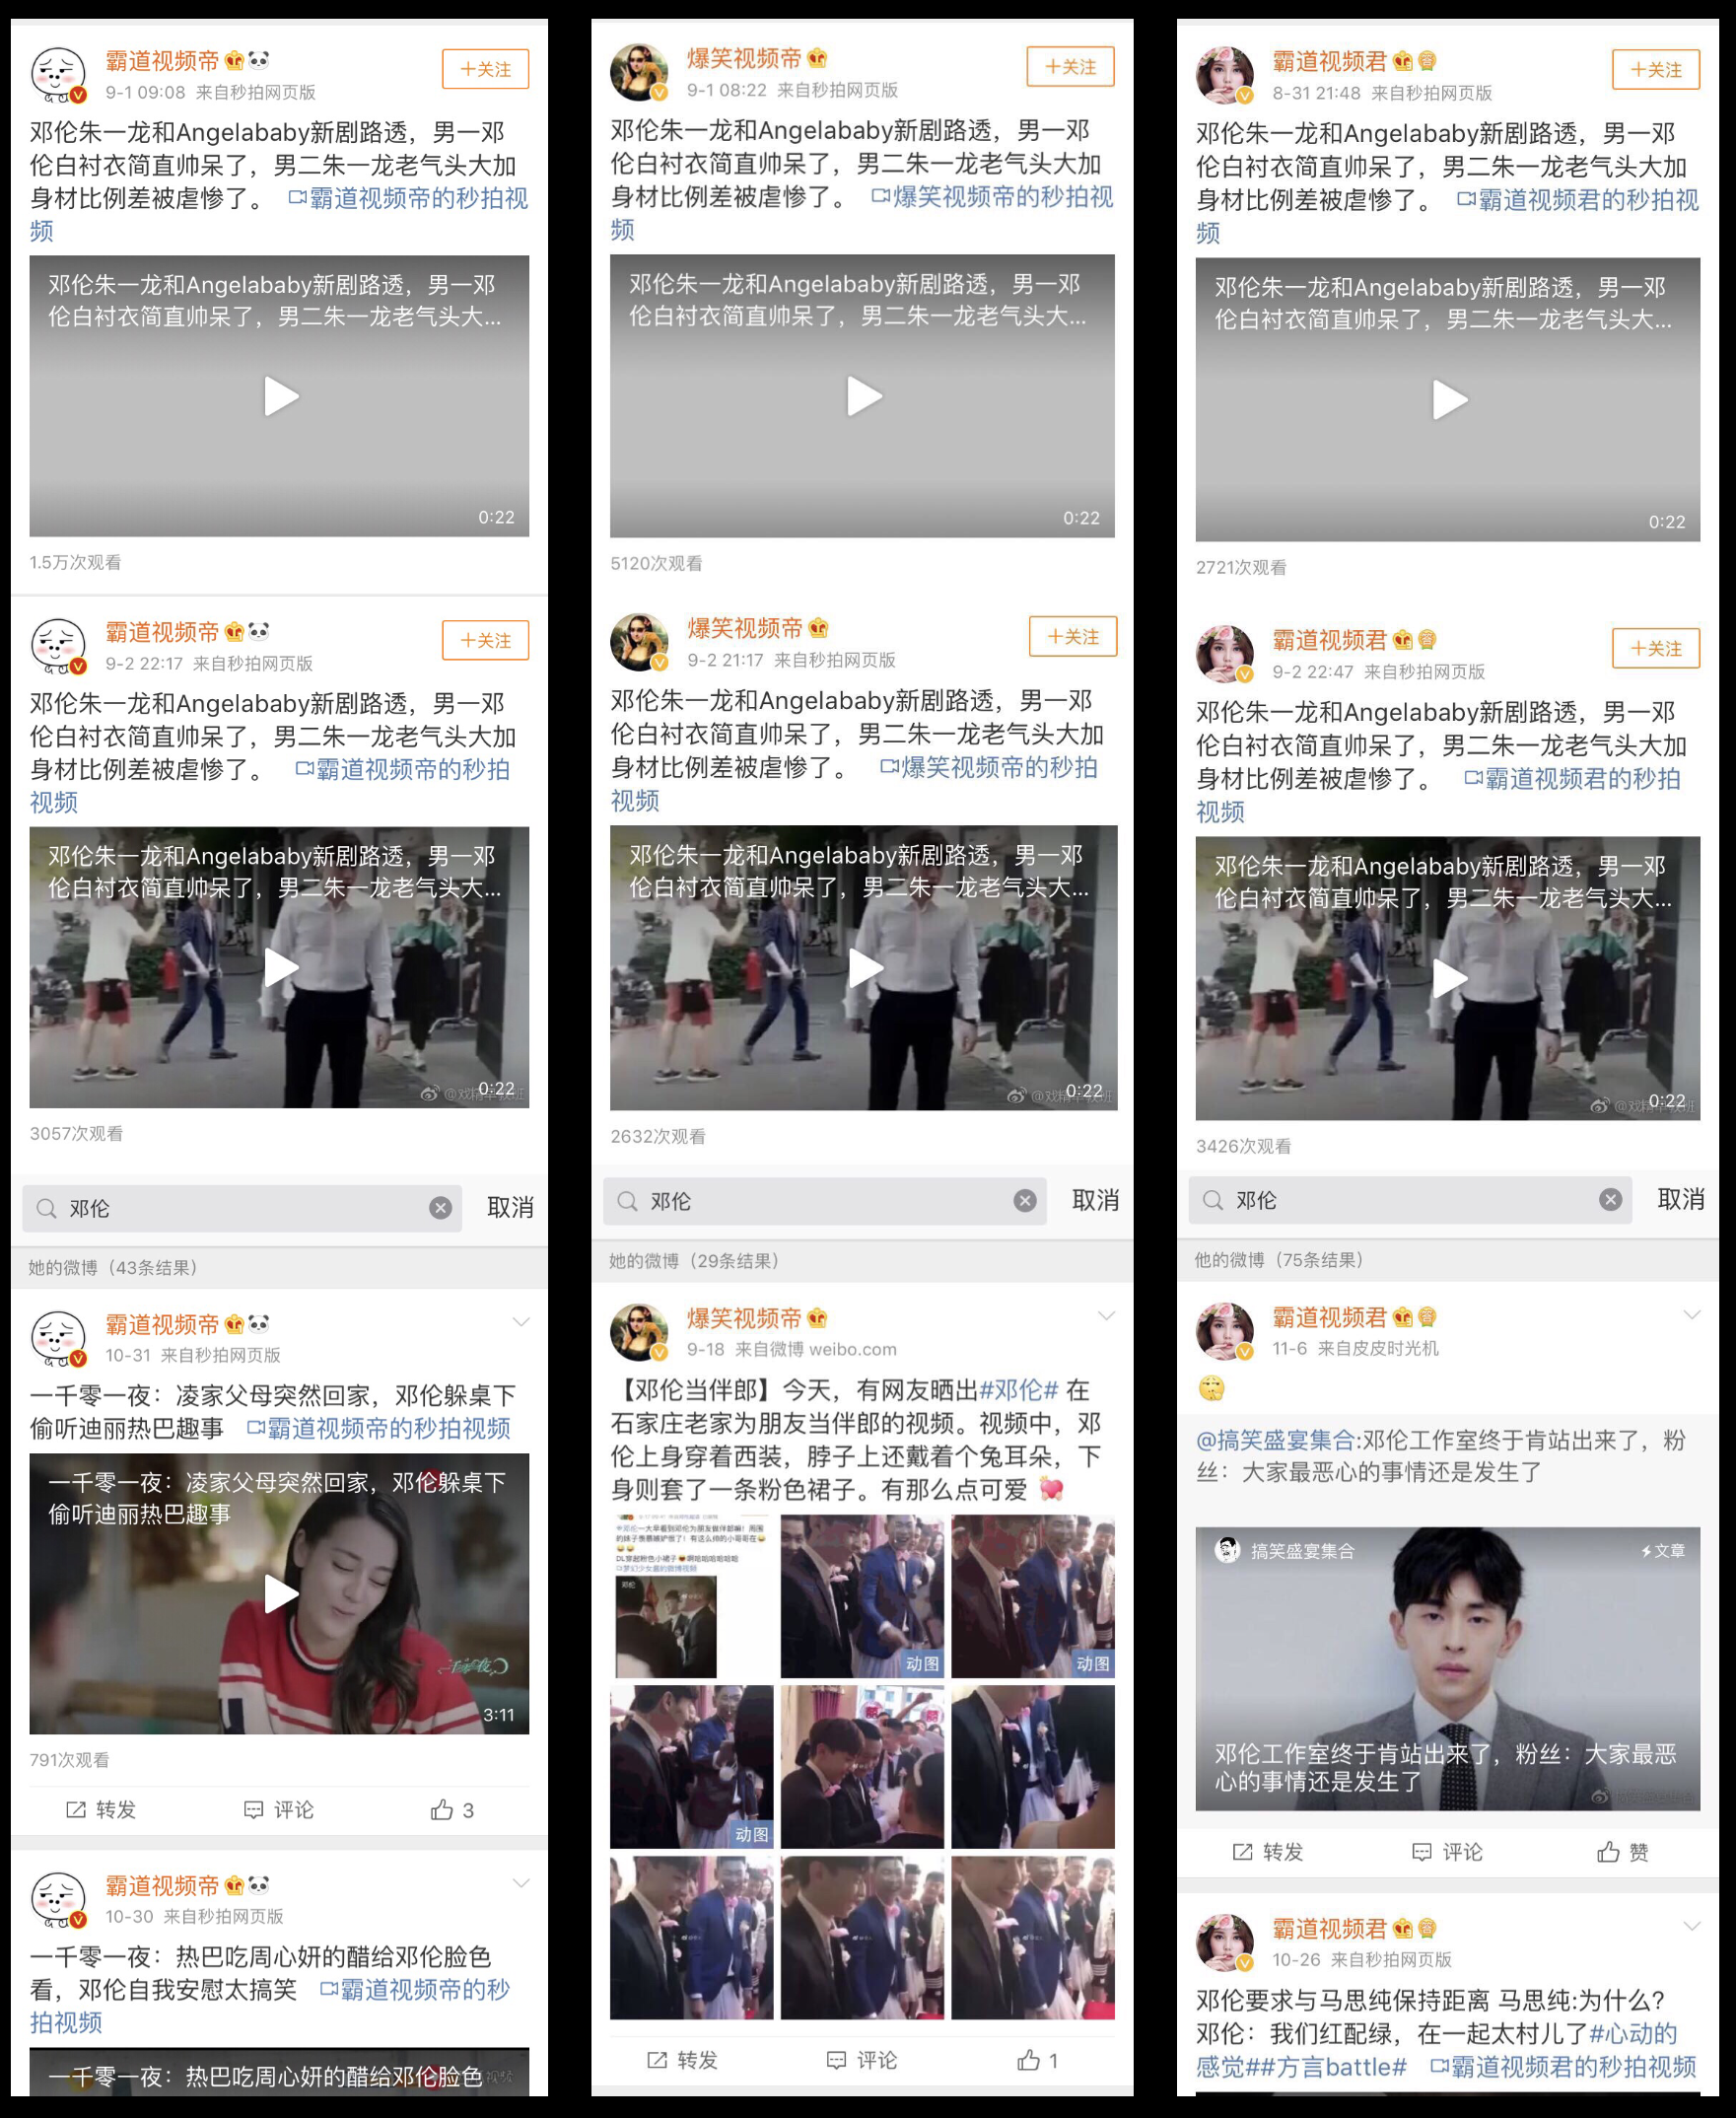 霸道视频帝
+关注
9-1 09:08 来自秒拍网页版
邓伦朱一龙和Angelababy新剧路透，男一邓
伦白衬衣简直帅呆了，男二朱一龙老气头大加
身材比例差被虐惨了。 霸道视频帝的秒拍视
频
邓伦朱一龙和Angelababy新剧路透，男一邓
伦白衬衣简直帅呆了，男二朱一龙老气头大...
0:22
1.5万次观看
霸道视频帝
+关注
9-2 22:17 来自秒拍网页版
邓伦朱一龙和Angelababy新剧路透，男一邓
伦白衬衣简直帅呆了，男二朱一龙老气头大加
身材比例差被虐惨了。 霸道视频帝的秒拍
视频
邓伦朱一龙和Angelababy新剧路透，男一邓
伦白衬衣简直帅呆了，男二朱一龙老气头大...
0:22
3057次观看
邓伦
取消
她的微博（43条结果）
霸道视频帝
10-31 来自秒拍网页版
一千零一夜：凌家父母突然回家，邓伦躲桌下
偷听迪丽热巴趣事 霸道视频帝的秒拍视频
一千零一夜：凌家父母突然回家，邓伦躲桌下
偷听迪丽热巴趣事
3:11
791次观看
转发 评论 3
霸道视频帝
10-30 来自秒拍网页版
一千零一夜：热巴吃周心妍的醋给邓伦脸色
看，邓伦自我安慰太搞笑 霸道视频帝的秒
拍视频
一千零一夜：热巴吃周心妍的醋给邓伦脸色
爆笑视频帝
+关注
9-1 08:22 来自秒拍网页版
邓伦朱一龙和Angelababy新剧路透，男一邓
伦白衬衣简直帅呆了，男二朱一龙老气头大加
身材比例差被虐惨了。 爆笑视频帝的秒拍视
频
邓伦朱一龙和Angelababy新剧路透，男一邓
伦白衬衣简直帅呆了，男二朱一龙老气头大...
0:22
5120次观看
爆笑视频帝
+关注
9-2 21:17 来自秒拍网页版
邓伦朱一龙和Angelababy新剧路透，男一邓
伦白衬衣简直帅呆了，男二朱一龙老气头大加
身材比例差被虐惨了。 爆笑视频帝的秒拍
视频
邓伦朱一龙和Angelababy新剧路透，男一邓
伦白衬衣简直帅呆了，男二朱一龙老气头大...
0:22
2632次观看
邓伦
取消
她的微博（29条结果）
爆笑视频帝
9-18 来自微博 weibo.com
【邓伦当伴郎】今天，有网友晒出#邓伦# 在
石家庄老家为朋友当伴郎的视频。视频中，邓
伦上身穿着西装，脖子上还戴着个兔耳朵，下
身则套了一条粉色裙子。有那么点可爱
邓伦
动图
动图
动图
转发 评论 1
霸道视频君
+关注
8-31 21:48 来自秒拍网页版
邓伦朱一龙和Angelababy新剧路透，男一邓
伦白衬衣简直帅呆了，男二朱一龙老气头大加
身材比例差被虐惨了。 霸道视频君的秒拍视
频
邓伦朱一龙和Angelababy新剧路透，男一邓
伦白衬衣简直帅呆了，男二朱一龙老气头大...
0:22
2721次观看
霸道视频君
+关注
9-2 22:47 来自秒拍网页版
邓伦朱一龙和Angelababy新剧路透，男一邓
伦白衬衣简直帅呆了，男二朱一龙老气头大加
身材比例差被虐惨了。 霸道视频君的秒拍
视频
邓伦朱一龙和Angelababy新剧路透，男一邓
伦白衬衣简直帅呆了，男二朱一龙老气头大...
0:22
3426次观看
邓伦
取消
他的微博（75条结果）
霸道视频君
11-6 来自皮皮时光机
@搞笑盛宴集合:邓伦工作室终于肯站出来了，粉
丝：大家最恶心的事情还是发生了
搞笑盛宴集合
文章
邓伦工作室终于肯站出来了，粉丝：大家最恶
心的事情还是发生了
转发 评论 赞
霸道视频君
10-26 来自秒拍网页版
邓伦要求与马思纯保持距离 马思纯:为什么?
邓伦：我们红配绿，在一起太村儿了#心动的
感觉##方言battle# 霸道视频君的秒拍视频